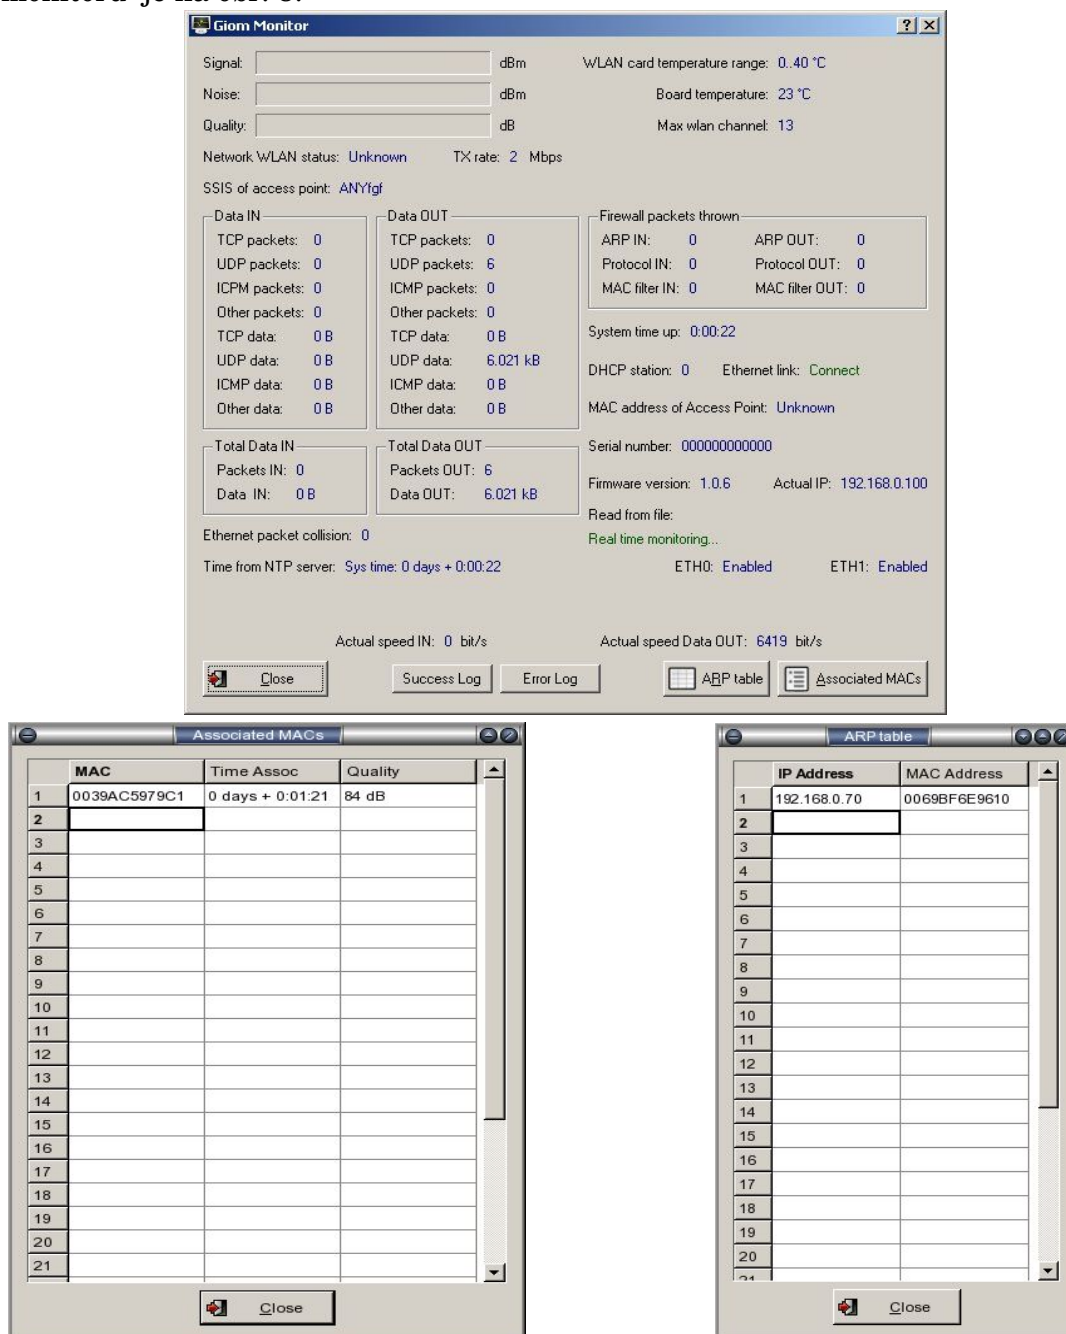 Giom Monitor
Signal: dBm WLAN card temperature range: 0..40 °C
Noise: dBm Board temperature: 23 °C
Quality: dB Max wlan channel: 13
Network WLAN status: Unknown TX rate: 2 Mbps
SSIS of access point: ANYfgf
Data IN Data OUT Firewall packets thrown
TCP packets: 0 TCP packets: 0 ARP IN: 0 ARP OUT: 0
UDP packets: 0 UDP packets: 6 Protocol IN: 0 Protocol OUT: 0
ICPM packets: 0 ICMP packets: 0 MAC filter IN: 0 MAC filter OUT: 0
Other packets: 0 Other packets: 0
TCP data: 0 B TCP data: 0 B System time up: 0:00:22
UDP data: 0 B UDP data: 6.021 kB
ICMP data: 0 B ICMP data: 0 B DHCP station: 0 Ethernet link: Connect
Other data: 0 B Other data: 0 B MAC address of Access Point: Unknown
Total Data IN Total Data OUT Serial number: 000000000000
Packets IN: 0 Packets OUT: 6
Data IN: 0 B Data OUT: 6.021 kB Firmware version: 1.0.6 Actual IP: 192.168.0.100
Read from file:
Ethernet packet collision: 0 Real time monitoring...
Time from NTP server: Sys time: 0 days + 0:00:22 ETH0: Enabled ETH1: Enabled
Actual speed IN: 0 bit/s Actual speed Data OUT: 6419 bit/s
Close Success Log Error Log ARP table Associated MACs
Associated MACs
MAC Time Assoc Quality
1 0039AC5979C1 0 days + 0:01:21 84 dB
2
3
4
5
6
7
8
9
10
11
12
13
14
15
16
17
18
19
20
21
Close
ARP table
IP Address MAC Address
1 192.168.0.70 0069BF6E9610
2
3
4
5
6
7
8
9
10
11
12
13
14
15
16
17
18
19
20
21
Close